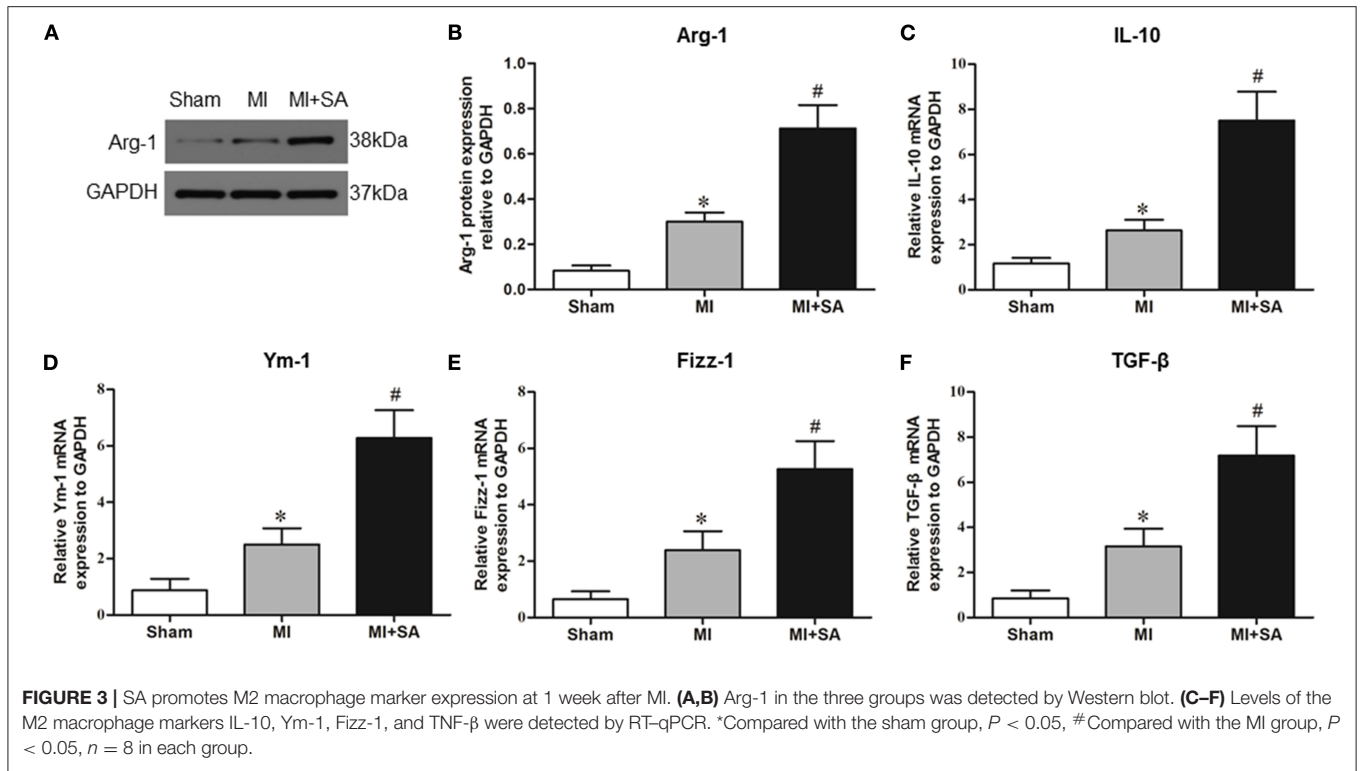 A
Sham MI MI+SA
Arg-1 38kDa
GAPDH 37kDa
B
Arg-1
Arg-1 protein expression
relative to GAPDH
1.0
0.8
0.6
0.4
0.2
0.0
*
#
Sham MI MI+SA
C
IL-10
Relative IL-10 mRNA
expression to GAPDH
10
8
6
4
2
0
*
#
Sham MI MI+SA
D
Ym-1
Relative Ym-1 mRNA
expression to GAPDH
8
6
4
2
0
*
#
Sham MI MI+SA
E
Fizz-1
Relative Fizz-1 mRNA
expression to GAPDH
8
6
4
2
0
*
#
Sham MI MI+SA
F
TGF-β
Relative TGF-β mRNA
expression to GAPDH
10
8
6
4
2
0
*
#
Sham MI MI+SA
FIGURE 3 | SA promotes M2 macrophage marker expression at 1 week after MI. (A,B) Arg-1 in the three groups was detected by Western blot. (C–F) Levels of the
M2 macrophage markers IL-10, Ym-1, Fizz-1, and TNF-β were detected by RT–qPCR. *Compared with the sham group, P < 0.05, #Compared with the MI group, P
< 0.05, n = 8 in each group.